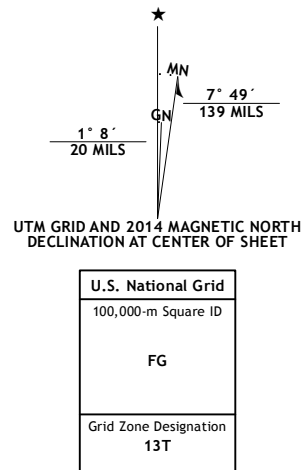 MN
GN
7° 49´
139 MILS
1° 8´
20 MILS
UTM GRID AND 2014 MAGNETIC NORTH
DECLINATION AT CENTER OF SHEET
U.S. National Grid
100,000-m Square ID
FG
Grid Zone Designation
13T